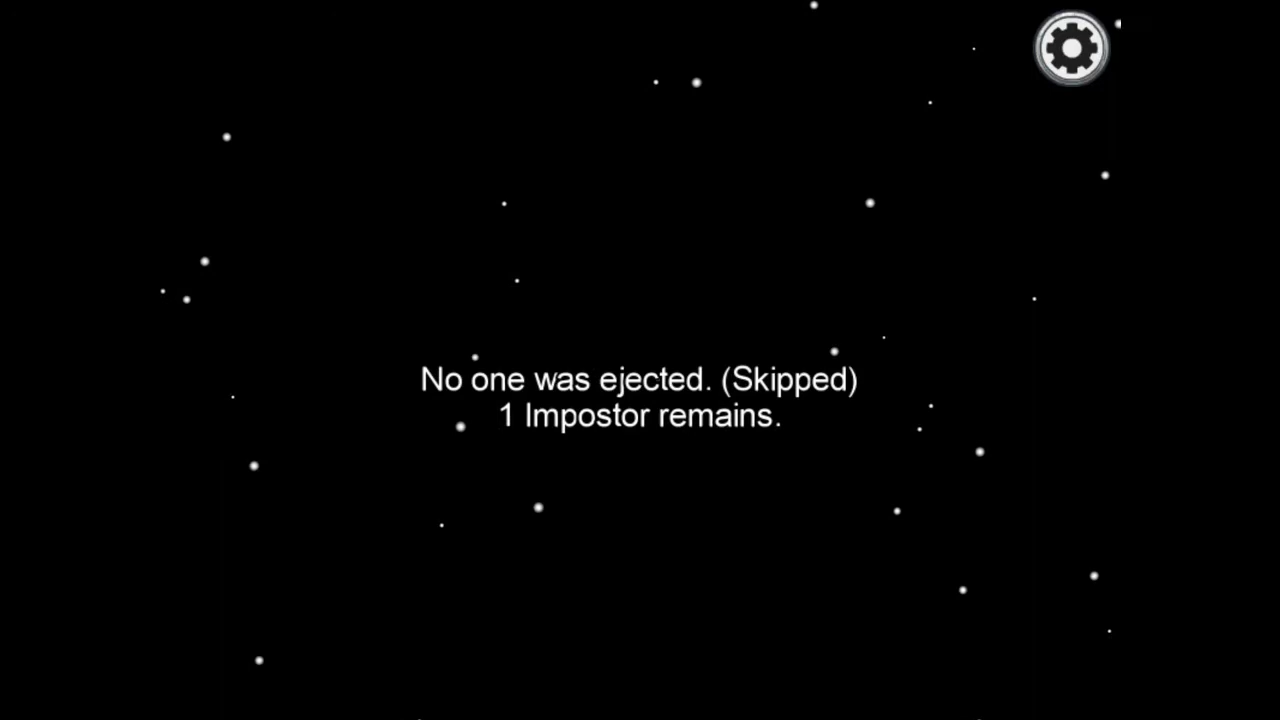 No one was ejected. (Skipped)
1 Impostor remains.